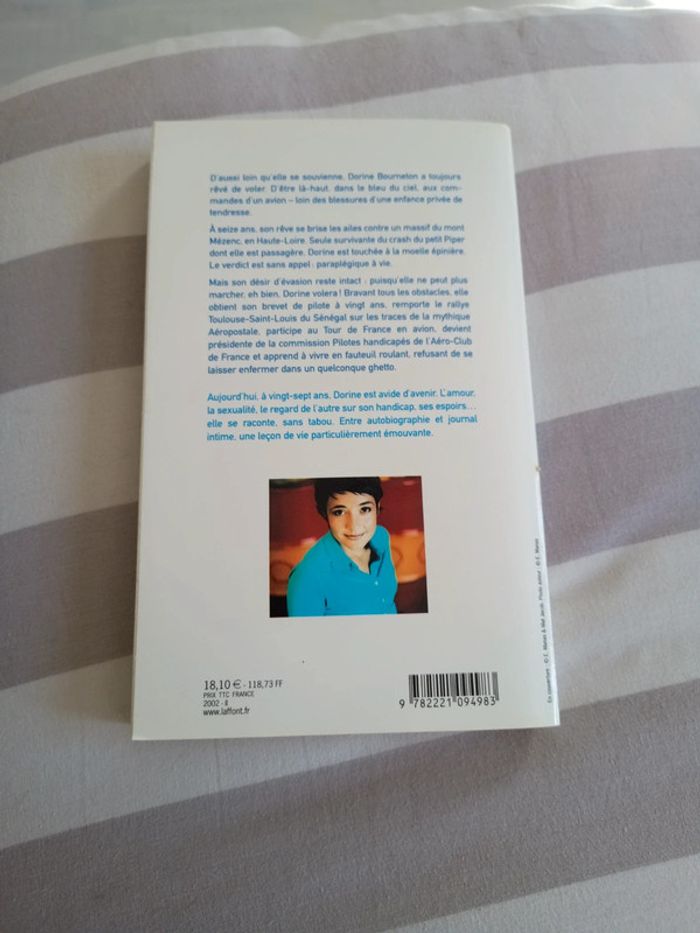 D'aussi loin qu'elle se souvienne, Dorine Bourneton a toujours
rêvé de voler. D'être là-haut, dans le bleu du ciel, aux com-
mandes d'un avion – loin des blessures d'une enfance privée de
tendresse.
À seize ans, son rêve se brise les ailes contre un massif du mont
Mézenc, en Haute-Loire. Seule survivante du crash du petit Piper
dont elle est passagère, Dorine est touchée à la moelle épinière.
Le verdict est sans appel : paraplégique à vie.
Mais son désir d'évasion reste intact : puisqu'elle ne peut plus
marcher, eh bien, Dorine volera ! Bravant tous les obstacles, elle
obtient son brevet de pilote à vingt ans, remporte le rallye
Toulouse-Saint-Louis du Sénégal sur les traces de la mythique
Aéropostale, participe au Tour de France en avion, devient
présidente de la commission Pilotes handicapés de l'Aéro-Club
de France et apprend à vivre en fauteuil roulant, refusant de se
laisser enfermer dans un quelconque ghetto.
Aujourd'hui, à vingt-sept ans, Dorine est avide d'avenir. L'amour,
la sexualité, le regard de l'autre sur son handicap, ses espoirs...
elle se raconte, sans tabou. Entre autobiographie et journal
intime, une leçon de vie particulièrement émouvante.
18,10 € - 118,73 FF
PRIX TTC FRANCE
2002 - II
www.laffont.fr
9 782221 094983
En couverture : © E. Manas & Mat Jacob. Photo auteur : © E. Manas